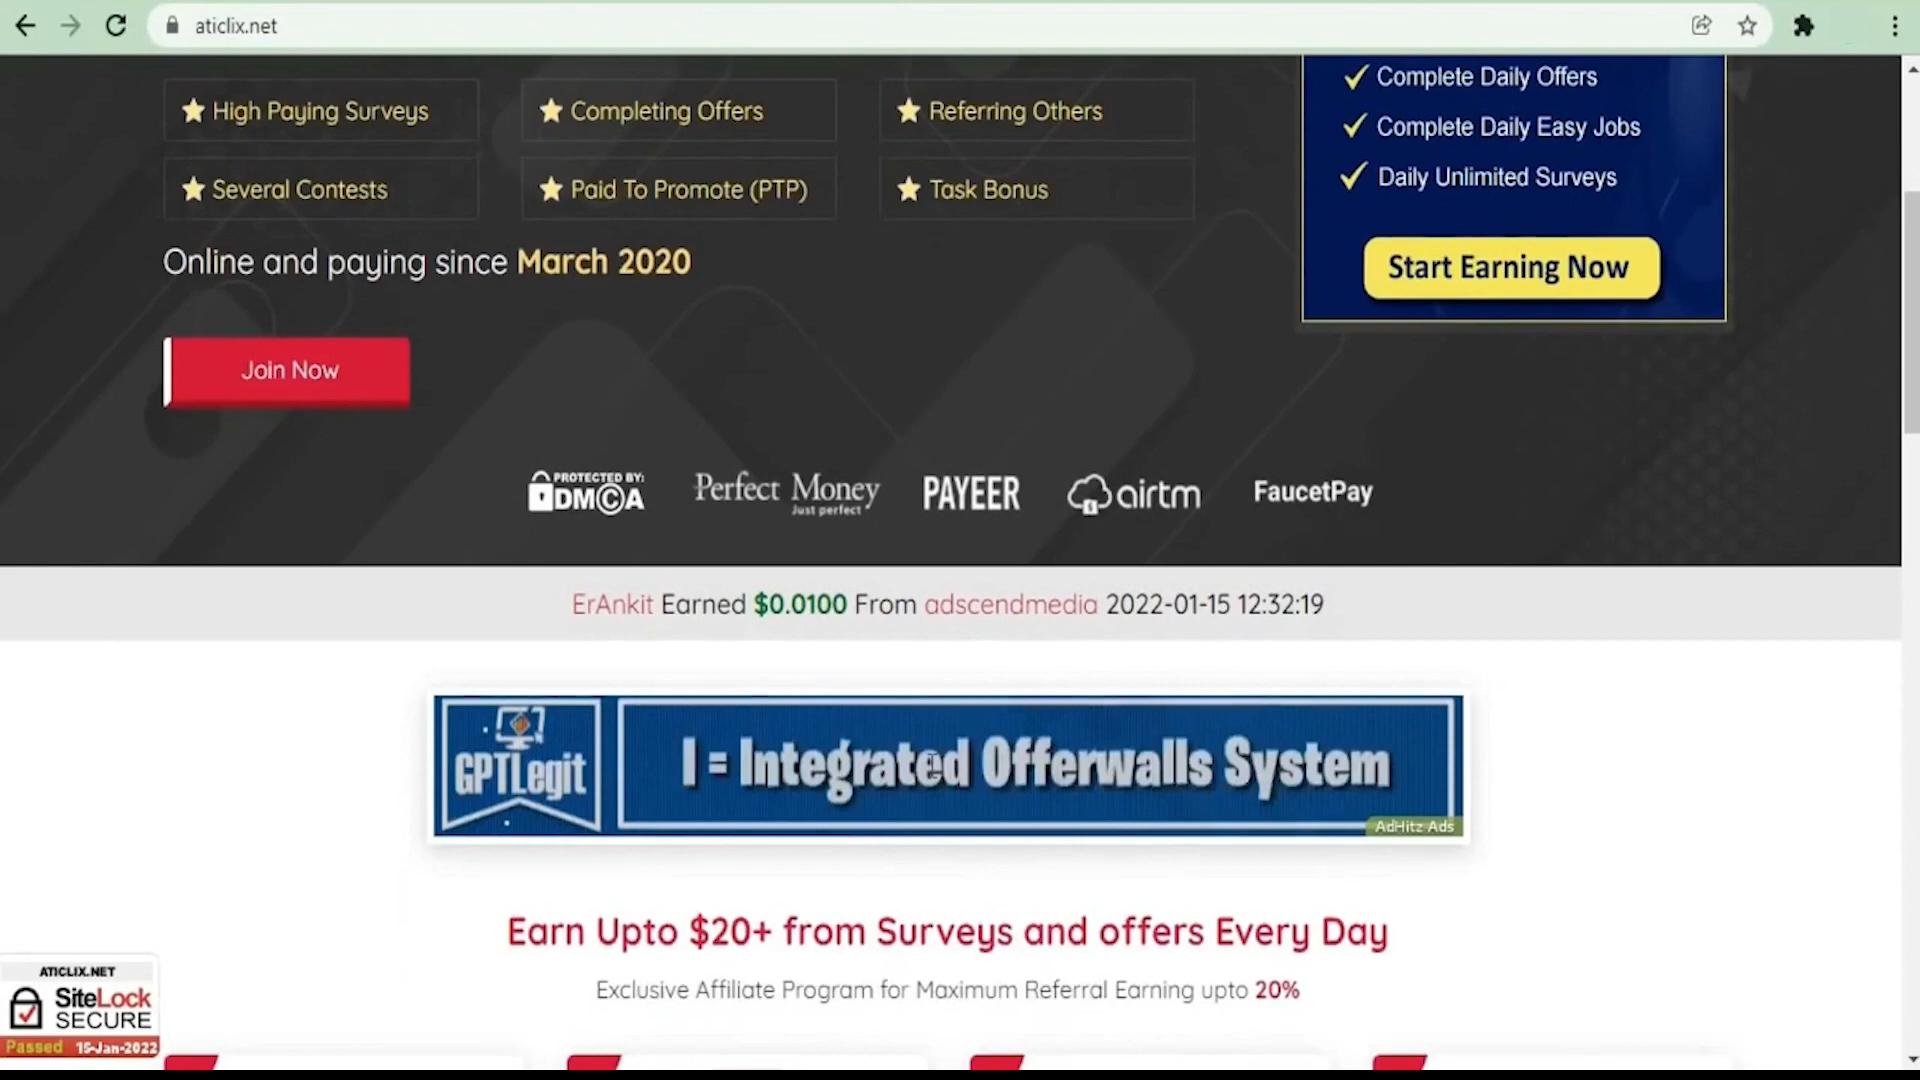 aticlix.net
High Paying Surveys
Completing Offers
Referring Others
Several Contests
Paid To Promote (PTP)
Task Bonus
Online and paying since March 2020
Join Now
Complete Daily Offers
Complete Daily Easy Jobs
Daily Unlimited Surveys
Start Earning Now
PROTECTED BY:
DMCA
Perfect Money
Just perfect
PAYEER
airtm
FaucetPay
ErAnkit Earned $0.0100 From adscendmedia 2022-01-15 12:32:19
GPTLegit
I = Integrated Offerwalls System
AdHitz Ads
Earn Upto $20+ from Surveys and offers Every Day
Exclusive Affiliate Program for Maximum Referral Earning upto 20%
ATICLIX.NET
SiteLock
SECURE
Passed 15-Jan-2022